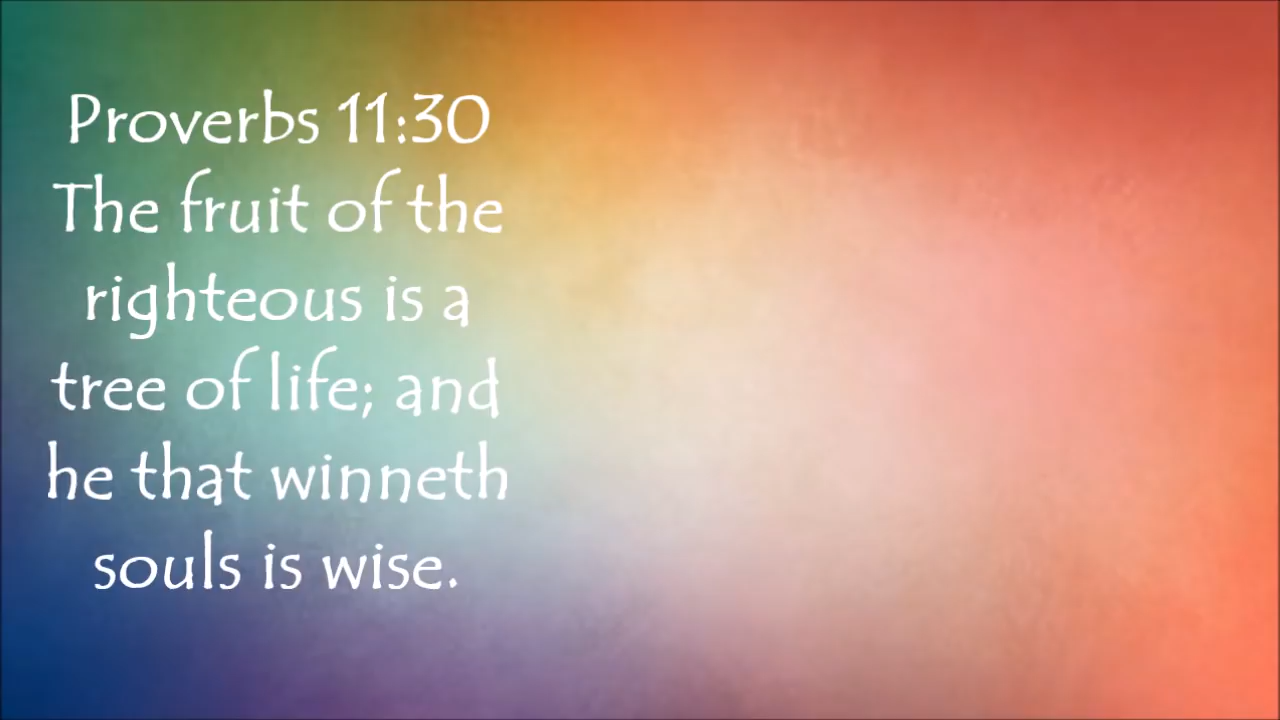 Proverbs 11:30
The fruit of the
righteous is a
tree of life; and
he that winneth
souls is wise.